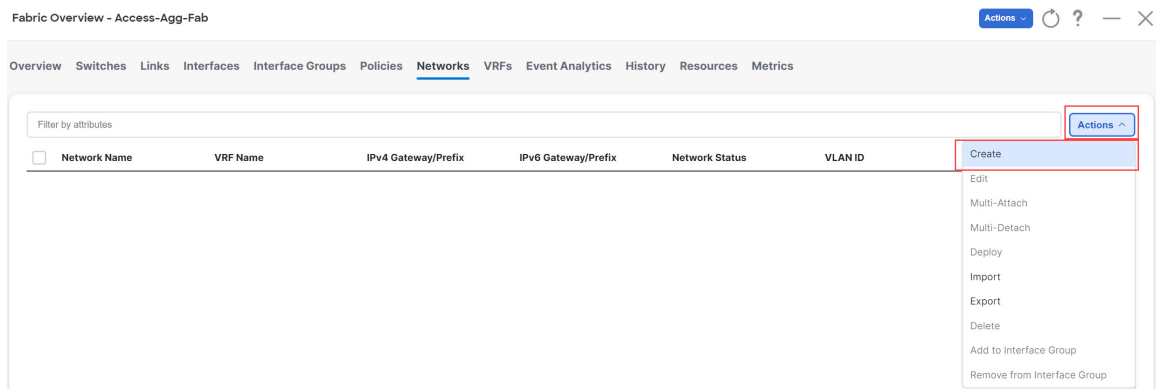 Fabric Overview - Access-Agg-Fab
Actions
?
Overview Switches Links Interfaces Interface Groups Policies Networks VRFs Event Analytics History Resources Metrics
Filter by attributes
Actions
Network Name VRF Name IPv4 Gateway/Prefix IPv6 Gateway/Prefix Network Status VLAN ID
Create
Edit
Multi-Attach
Multi-Detach
Deploy
Import
Export
Delete
Add to Interface Group
Remove from Interface Group